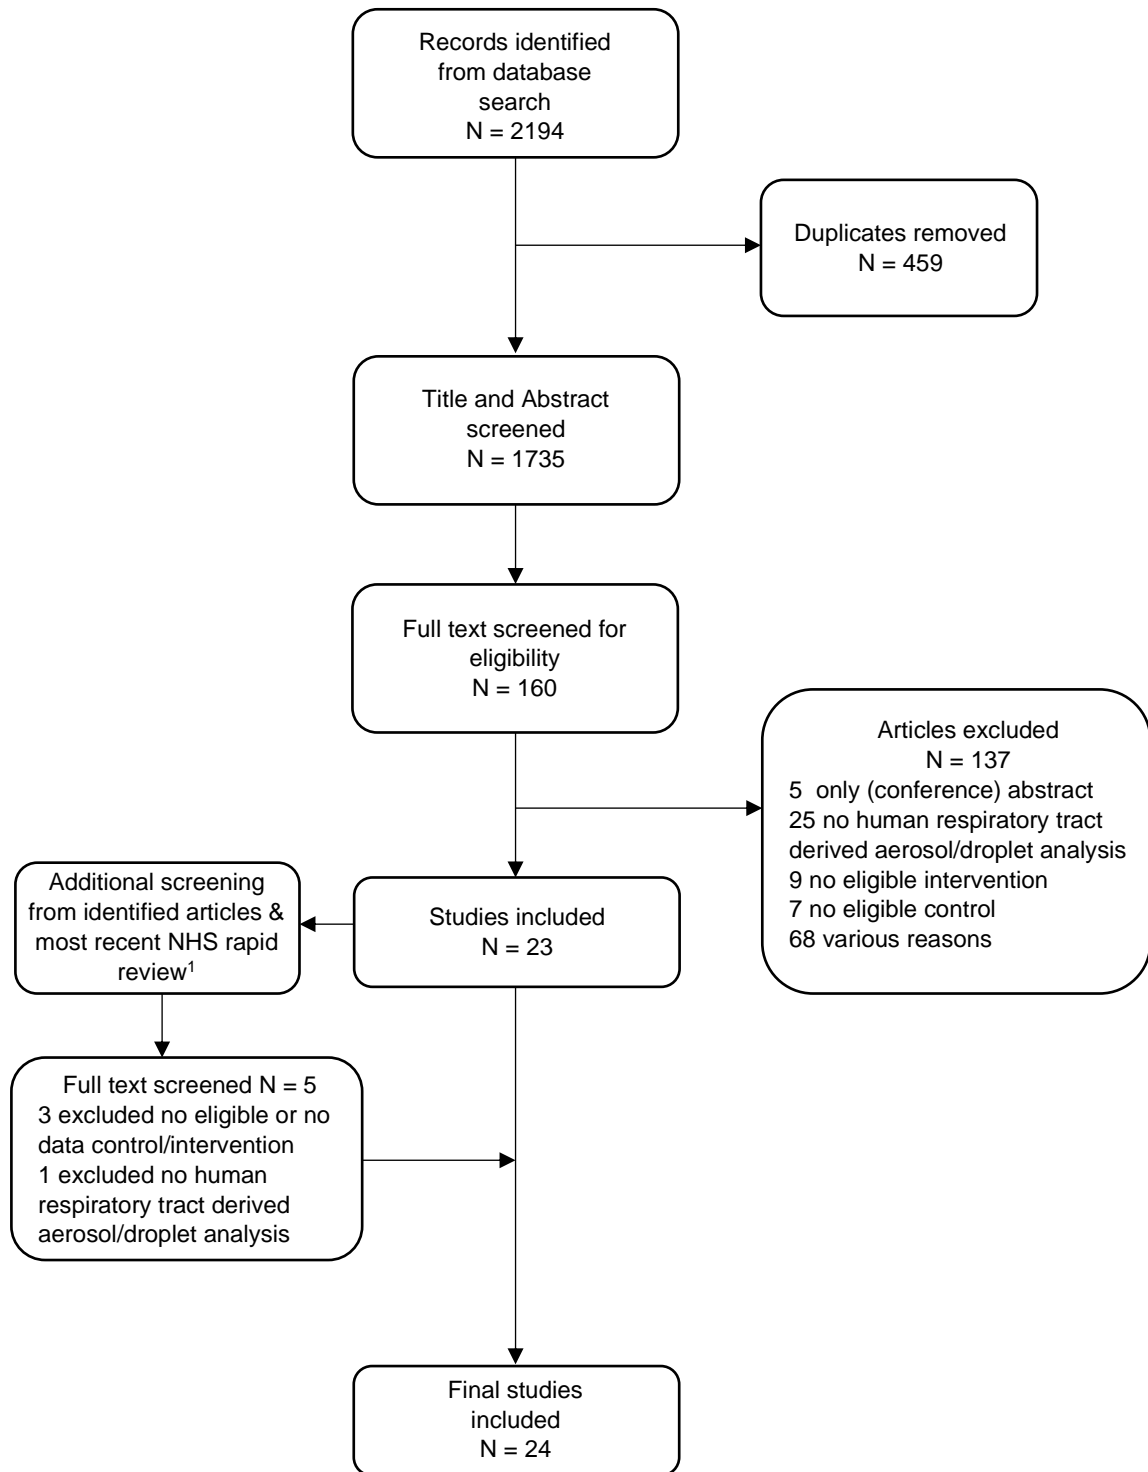 Records identified
from database
search
N = 2194
Duplicates removed
N = 459
Title and Abstract
screened
N = 1735
Full text screened for
eligibility
N = 160
Articles excluded
N = 137
5  only (conference) abstract
25 no human respiratory tract
derived aerosol/droplet analysis
9 no eligible intervention
7 no eligible control
68 various reasons
Additional screening
from identified articles &
most recent NHS rapid
review¹
Studies included
N = 23
Full text screened N = 5
3 excluded no eligible or no
data control/intervention
1 excluded no human
respiratory tract derived
aerosol/droplet analysis
Final studies
included
N = 24